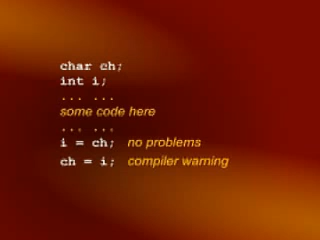 char ch;
int i;
... ...
some code here
... ...
i = ch; no problems
ch = i; compiler warning